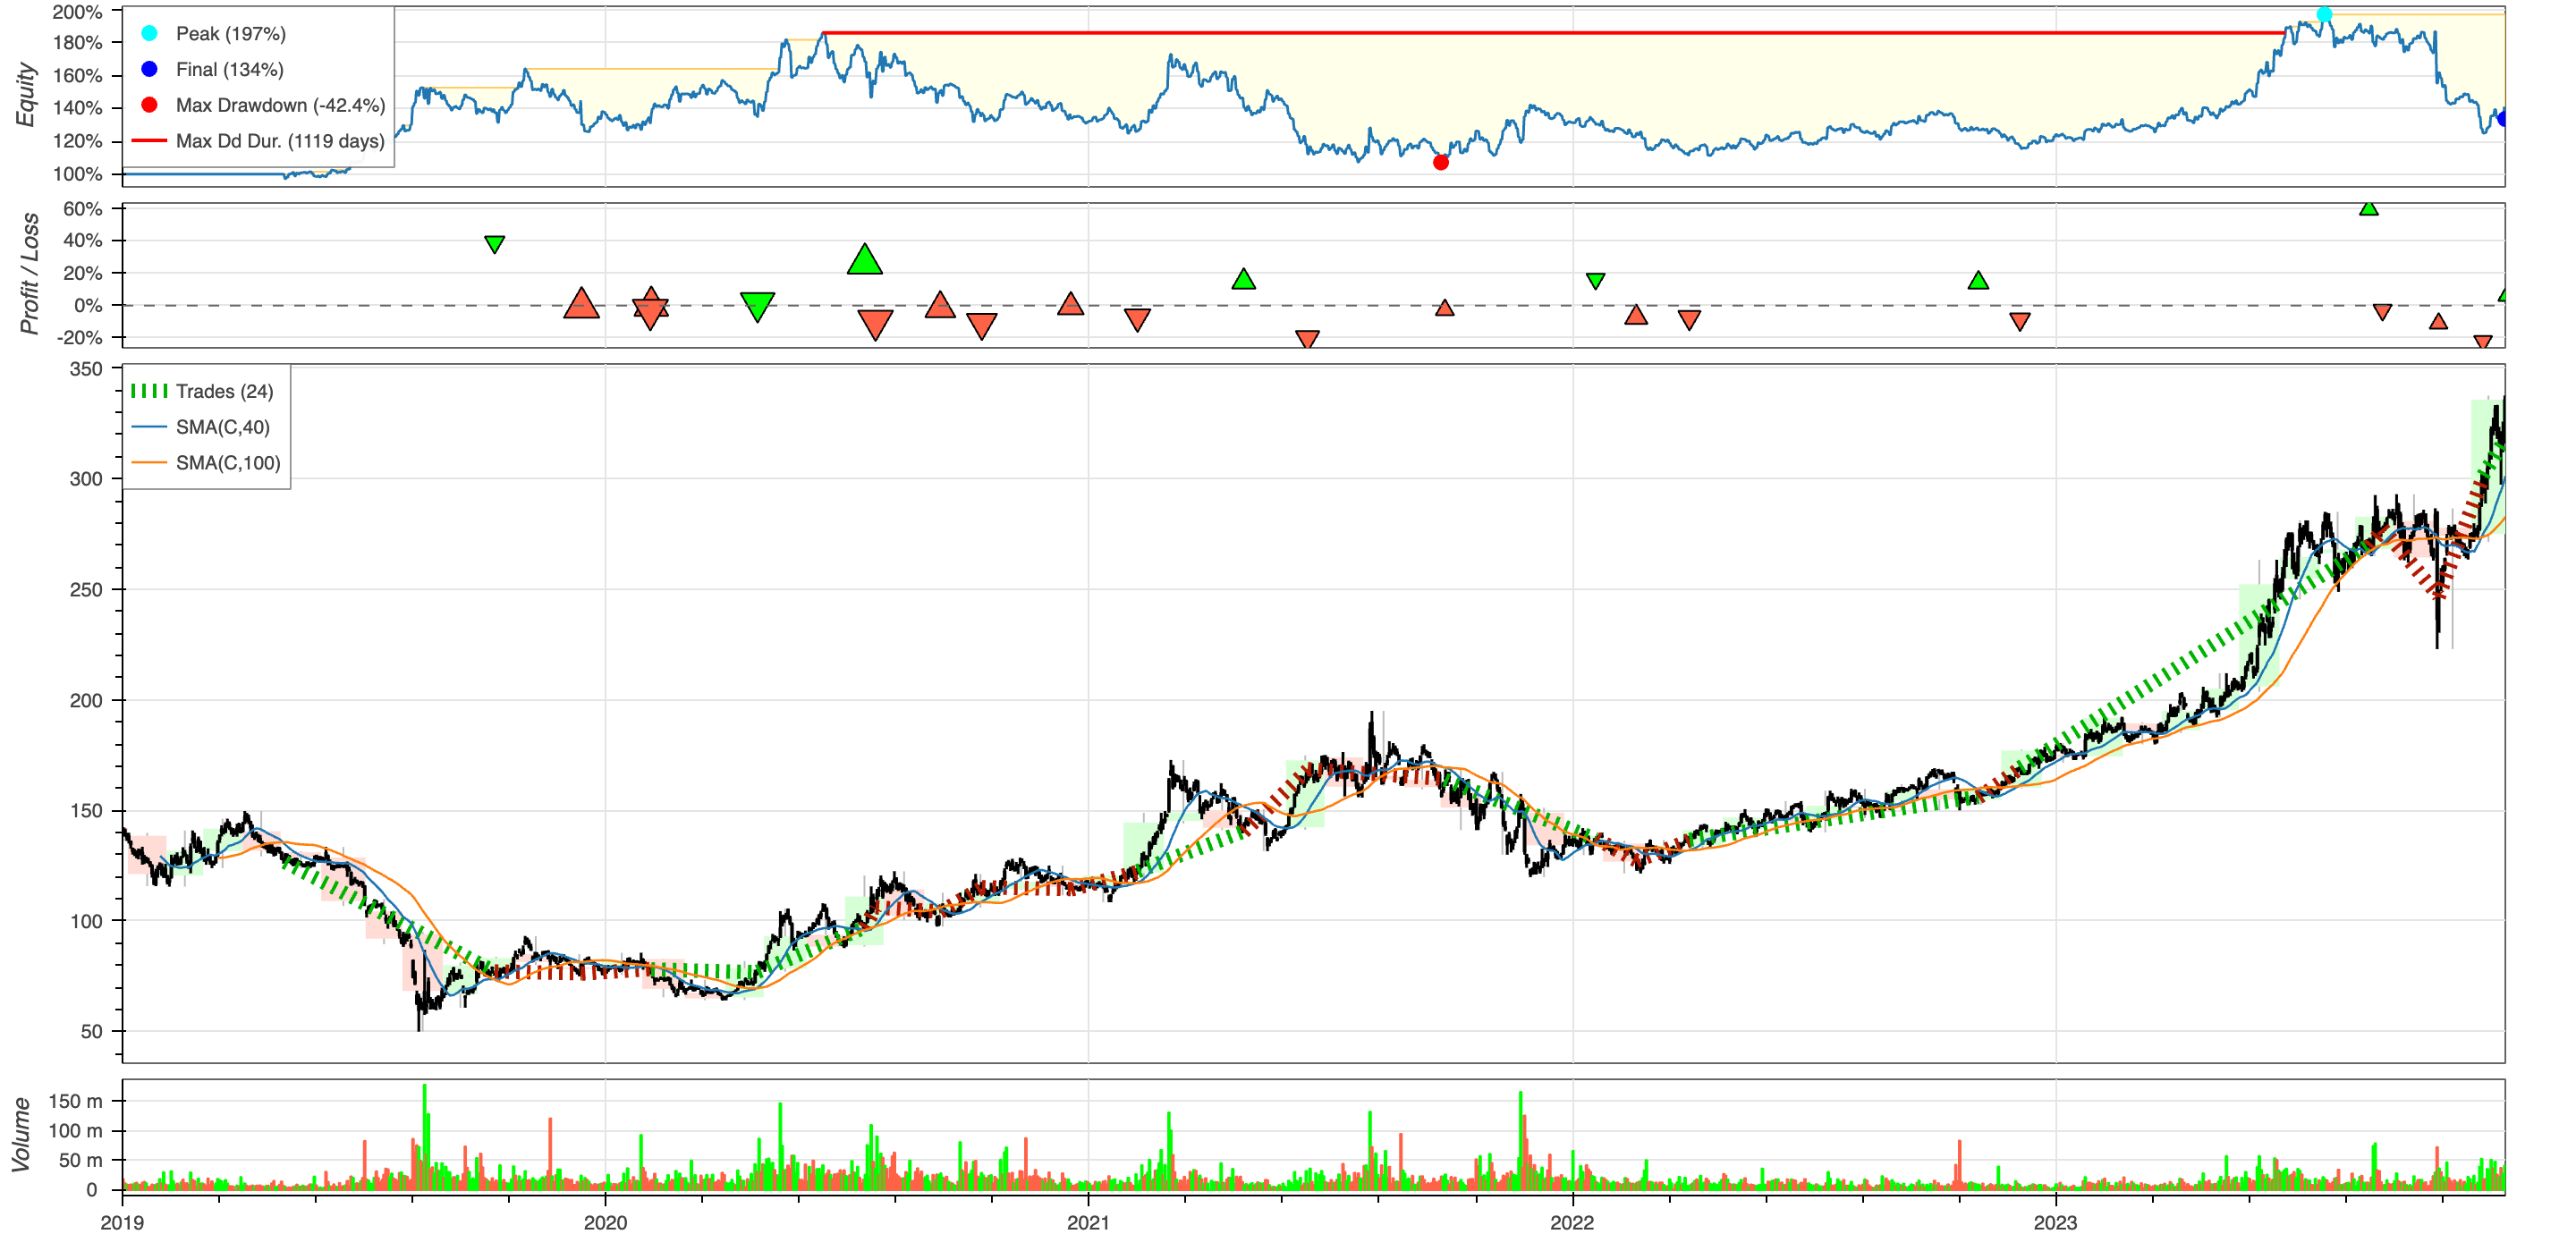 Equity
200%
180%
160%
140%
120%
100%
Peak (197%)
Final (134%)
Max Drawdown (-42.4%)
Max Dd Dur. (1119 days)
Profit / Loss
60%
40%
20%
0%
-20%
350
300
250
200
150
100
50
Trades (24)
SMA(C,40)
SMA(C,100)
Volume
150 m
100 m
50 m
0
2019 2020 2021 2022 2023